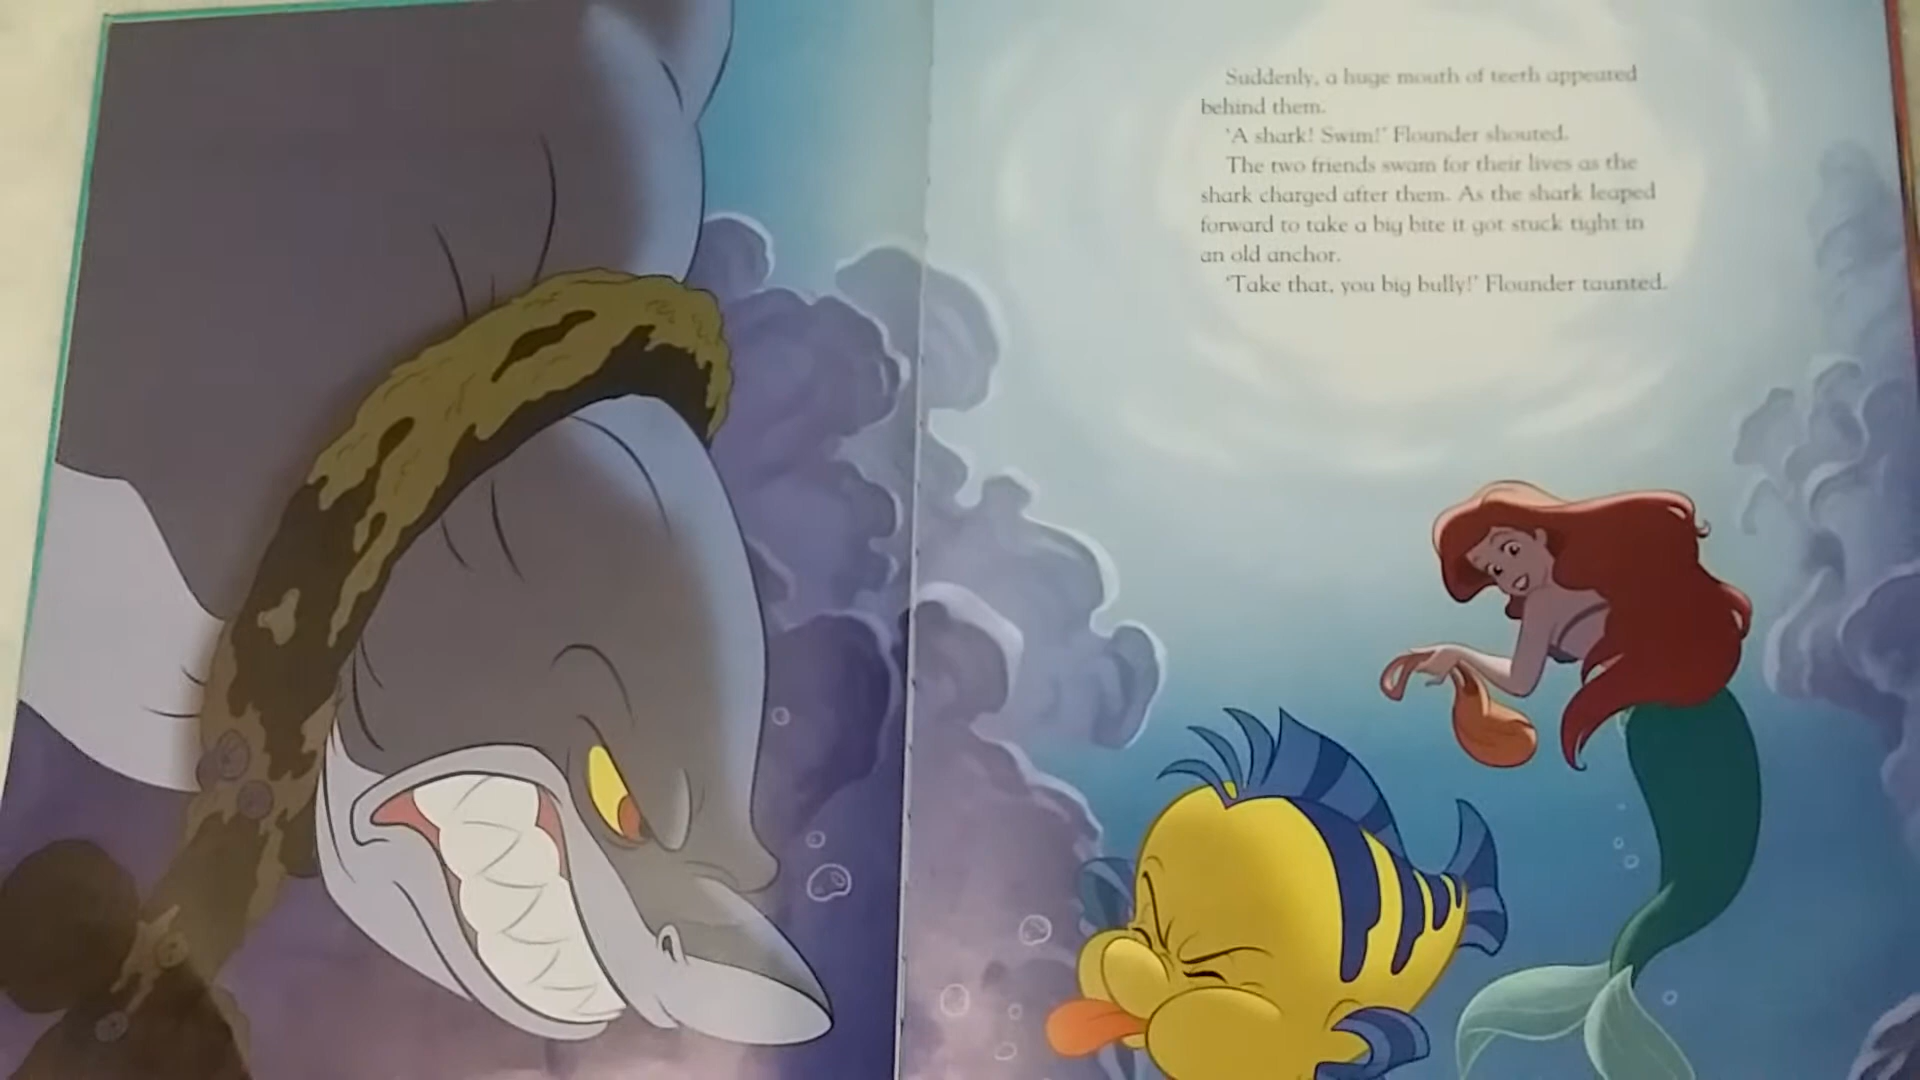 Suddenly, a huge mouth of teeth appeared
behind them.
‘A shark! Swim!’ Flounder shouted.
The two friends swam for their lives as the
shark charged after them. As the shark leaped
forward to take a big bite it got stuck tight in
an old anchor.
‘Take that, you big bully!’ Flounder taunted.